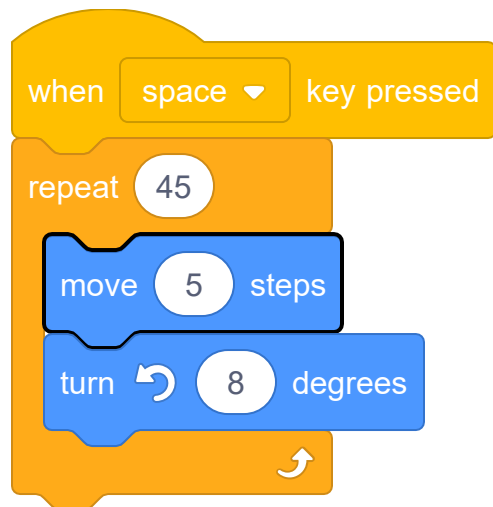 when space key pressed
repeat 45
move 5 steps
turn 8 degrees